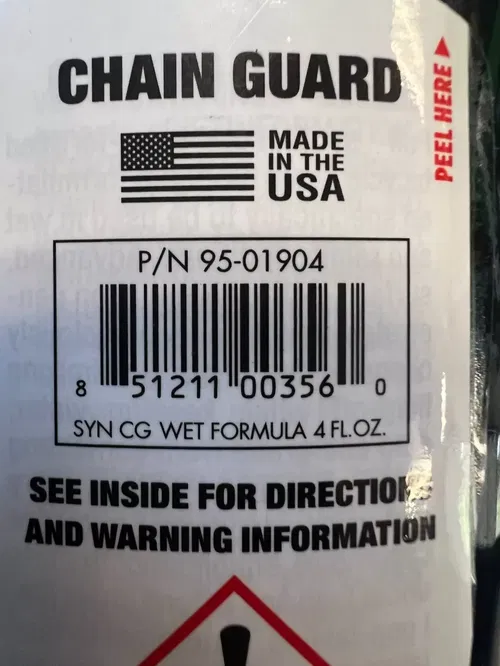 CHAIN GUARD
MADE
IN THE
USA
PEEL HERE
P/N 95-01904
8 51211 00356 0
SYN CG WET FORMULA 4 FL.OZ.
SEE INSIDE FOR DIRECTIONS
AND WARNING INFORMATION